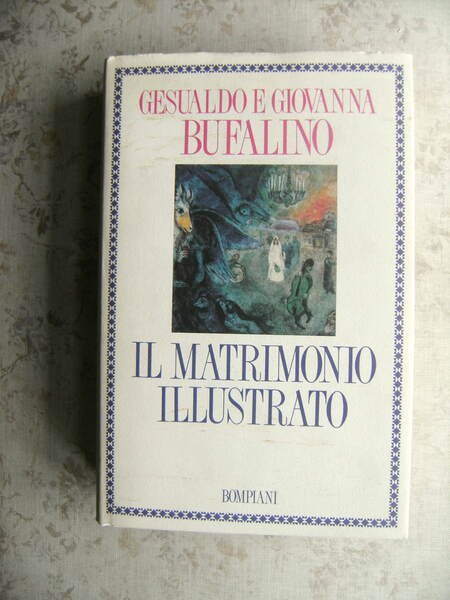 GESUALDO E GIOVANNA
BUFALINO
IL MATRIMONIO
ILLUSTRATO
BOMPIANI